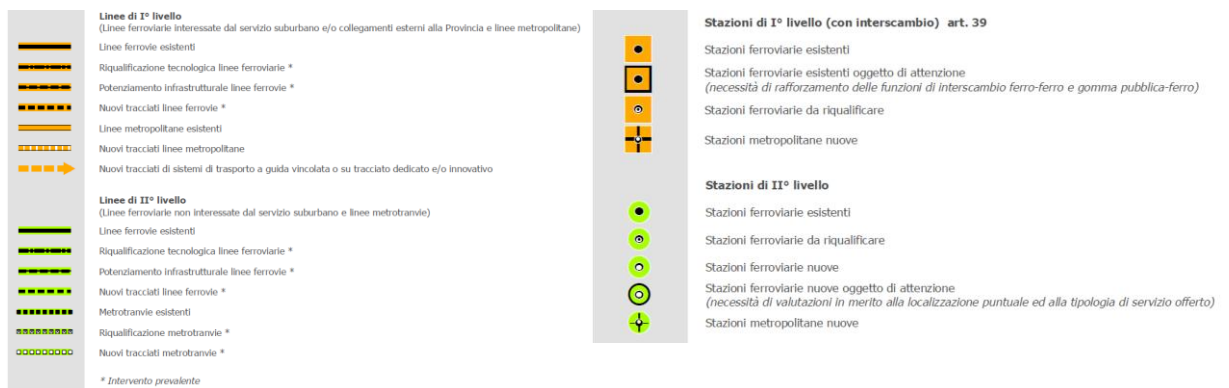 Linee di I° livello
(Linee ferroviarie interessate dal servizio suburbano e/o collegamenti esterni alla Provincia e linee metropolitane)
Linee ferrovie esistenti
Riqualificazione tecnologica linee ferroviarie *
Potenziamento infrastrutturale linee ferrovie *
Nuovi tracciati linee ferrovie *
Linee metropolitane esistenti
Nuovi tracciati linee metropolitane
Nuovi tracciati di sistemi di trasporto a guida vincolata o su tracciato dedicato e/o innovativo
Linee di II° livello
(Linee ferroviarie non interessate dal servizio suburbano e linee metrotranvie)
Linee ferrovie esistenti
Riqualificazione tecnologica linee ferroviarie *
Potenziamento infrastrutturale linee ferrovie *
Nuovi tracciati linee ferrovie *
Metrotranvie esistenti
Riqualificazione metrotranvie *
Nuovi tracciati metrotranvie *
* Intervento prevalente
Stazioni di I° livello (con interscambio) art. 39
Stazioni ferroviarie esistenti
Stazioni ferroviarie esistenti oggetto di attenzione
(necessità di rafforzamento delle funzioni di interscambio ferro-ferro e gomma pubblica-ferro)
Stazioni ferroviarie da riqualificare
Stazioni metropolitane nuove
Stazioni di II° livello
Stazioni ferroviarie esistenti
Stazioni ferroviarie da riqualificare
Stazioni ferroviarie nuove
Stazioni ferroviarie nuove oggetto di attenzione
(necessità di valutazioni in merito alla localizzazione puntuale ed alla tipologia di servizio offerto)
Stazioni metropolitane nuove